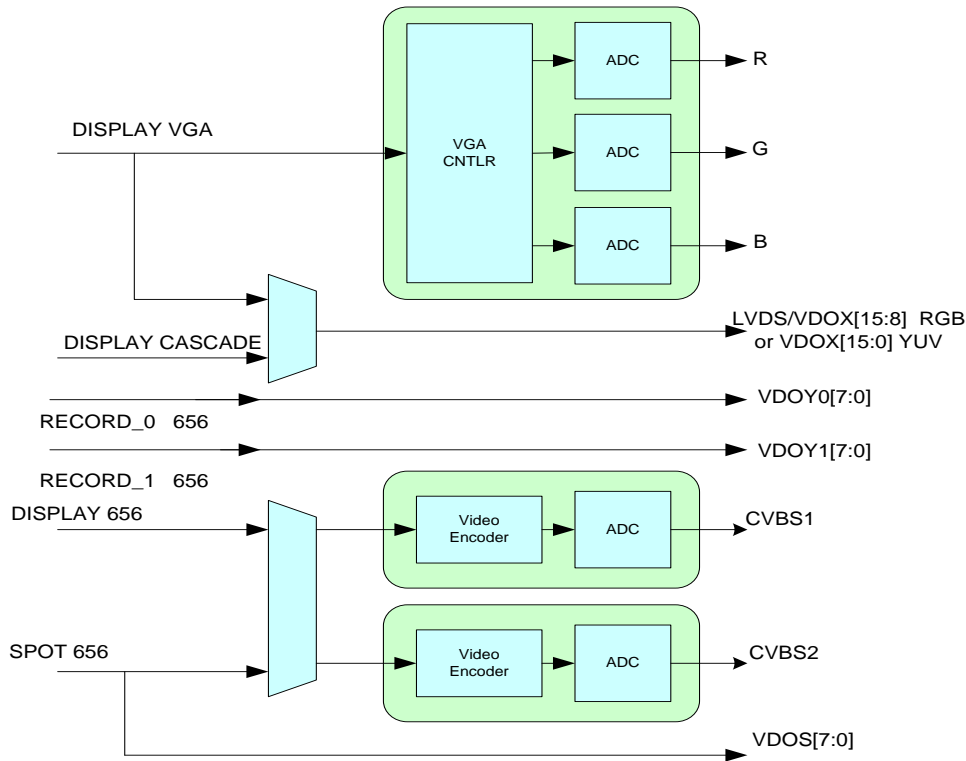 ADC
R
DISPLAY VGA
VGA
CNTLR
ADC
G
ADC
B
LVDS/VDOX[15:8] RGB
or VDOX[15:0] YUV
DISPLAY CASCADE
VDOY0[7:0]
RECORD_0 656
VDOY1[7:0]
RECORD_1 656
DISPLAY 656
Video
Encoder
ADC
CVBS1
SPOT 656
Video
Encoder
ADC
CVBS2
VDOS[7:0]